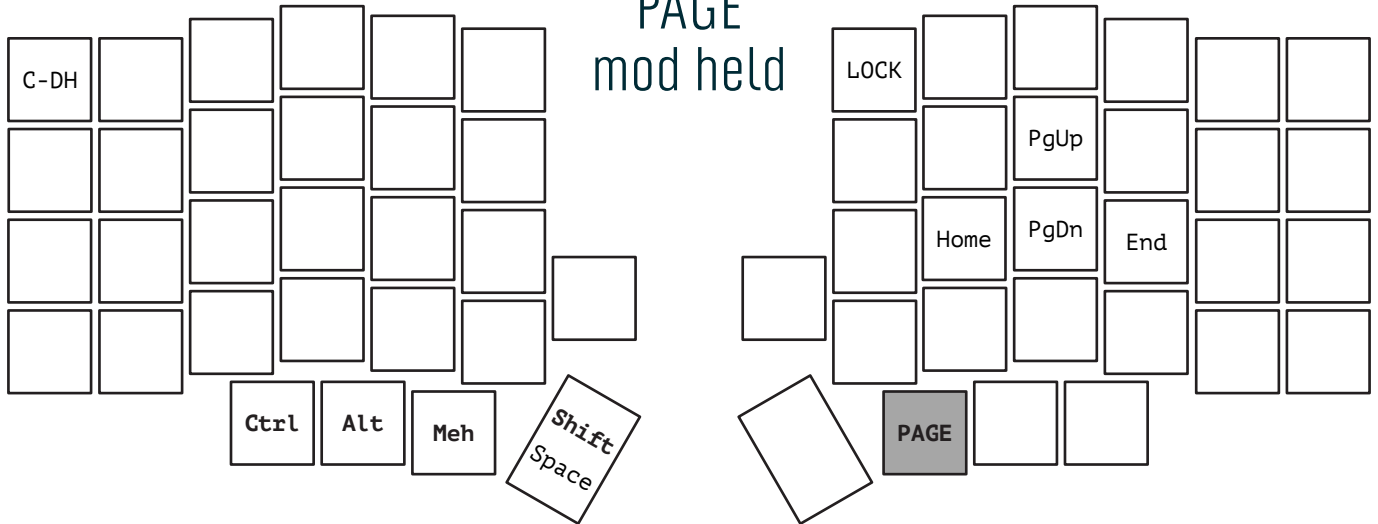 PAGE
mod held
C-DH
LOCK
PgUp
Home
PgDn
End
Ctrl
Alt
Meh
Shift
Space
PAGE